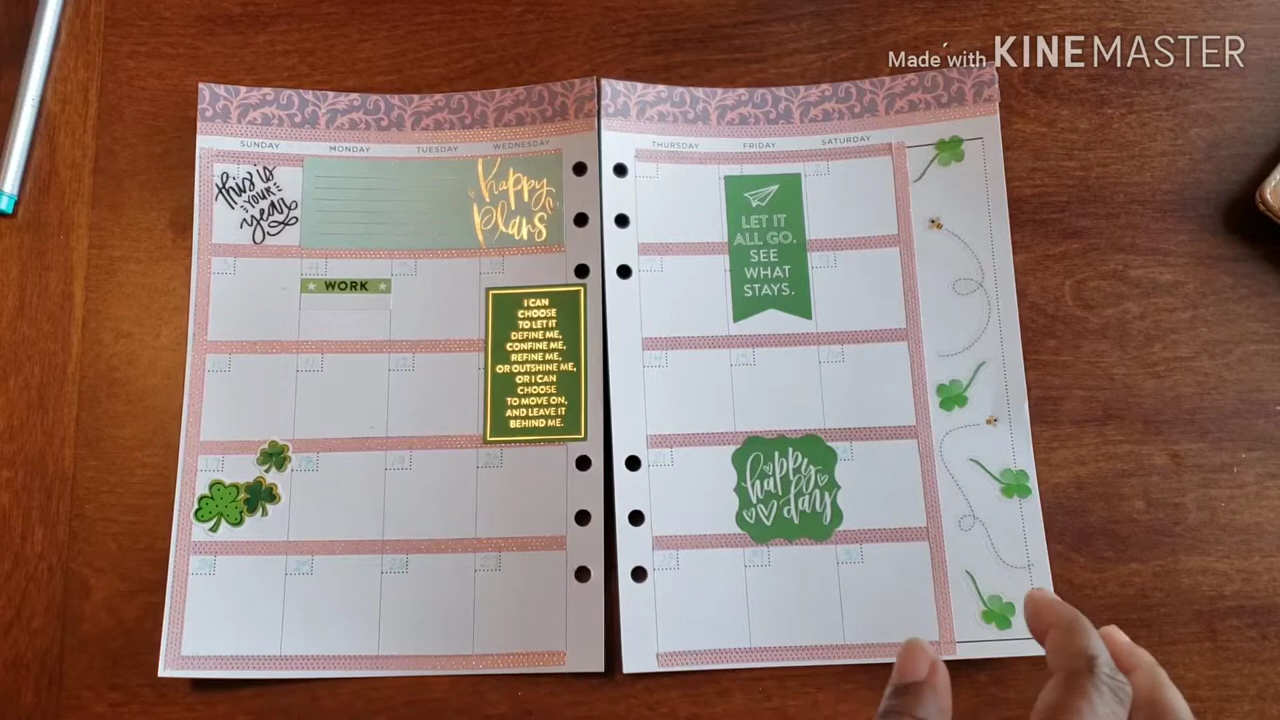 Made with KINEMASTER
SUNDAY MONDAY TUESDAY WEDNESDAY
THURSDAY FRIDAY SATURDAY
this is
YOUR
year
happy
Plans
WORK
I CAN
CHOOSE
TO LET IT
DEFINE ME,
CONFINE ME,
REFINE ME,
OR OUTSHINE ME,
OR I CAN
CHOOSE
TO MOVE ON,
AND LEAVE IT
BEHIND ME.
LET IT
ALL GO.
SEE
WHAT
STAYS.
happy
day